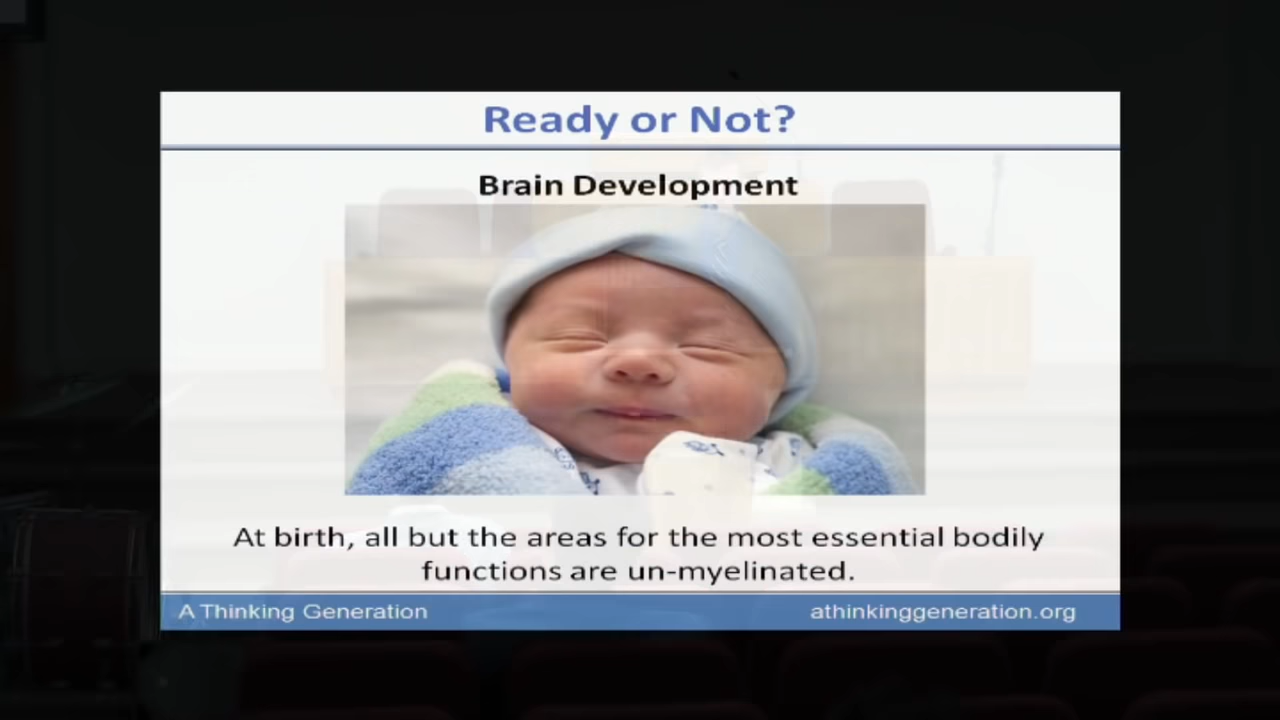 Ready or Not?
Brain Development
At birth, all but the areas for the most essential bodily
functions are un-myelinated.
A Thinking Generation
athinkinggeneration.org